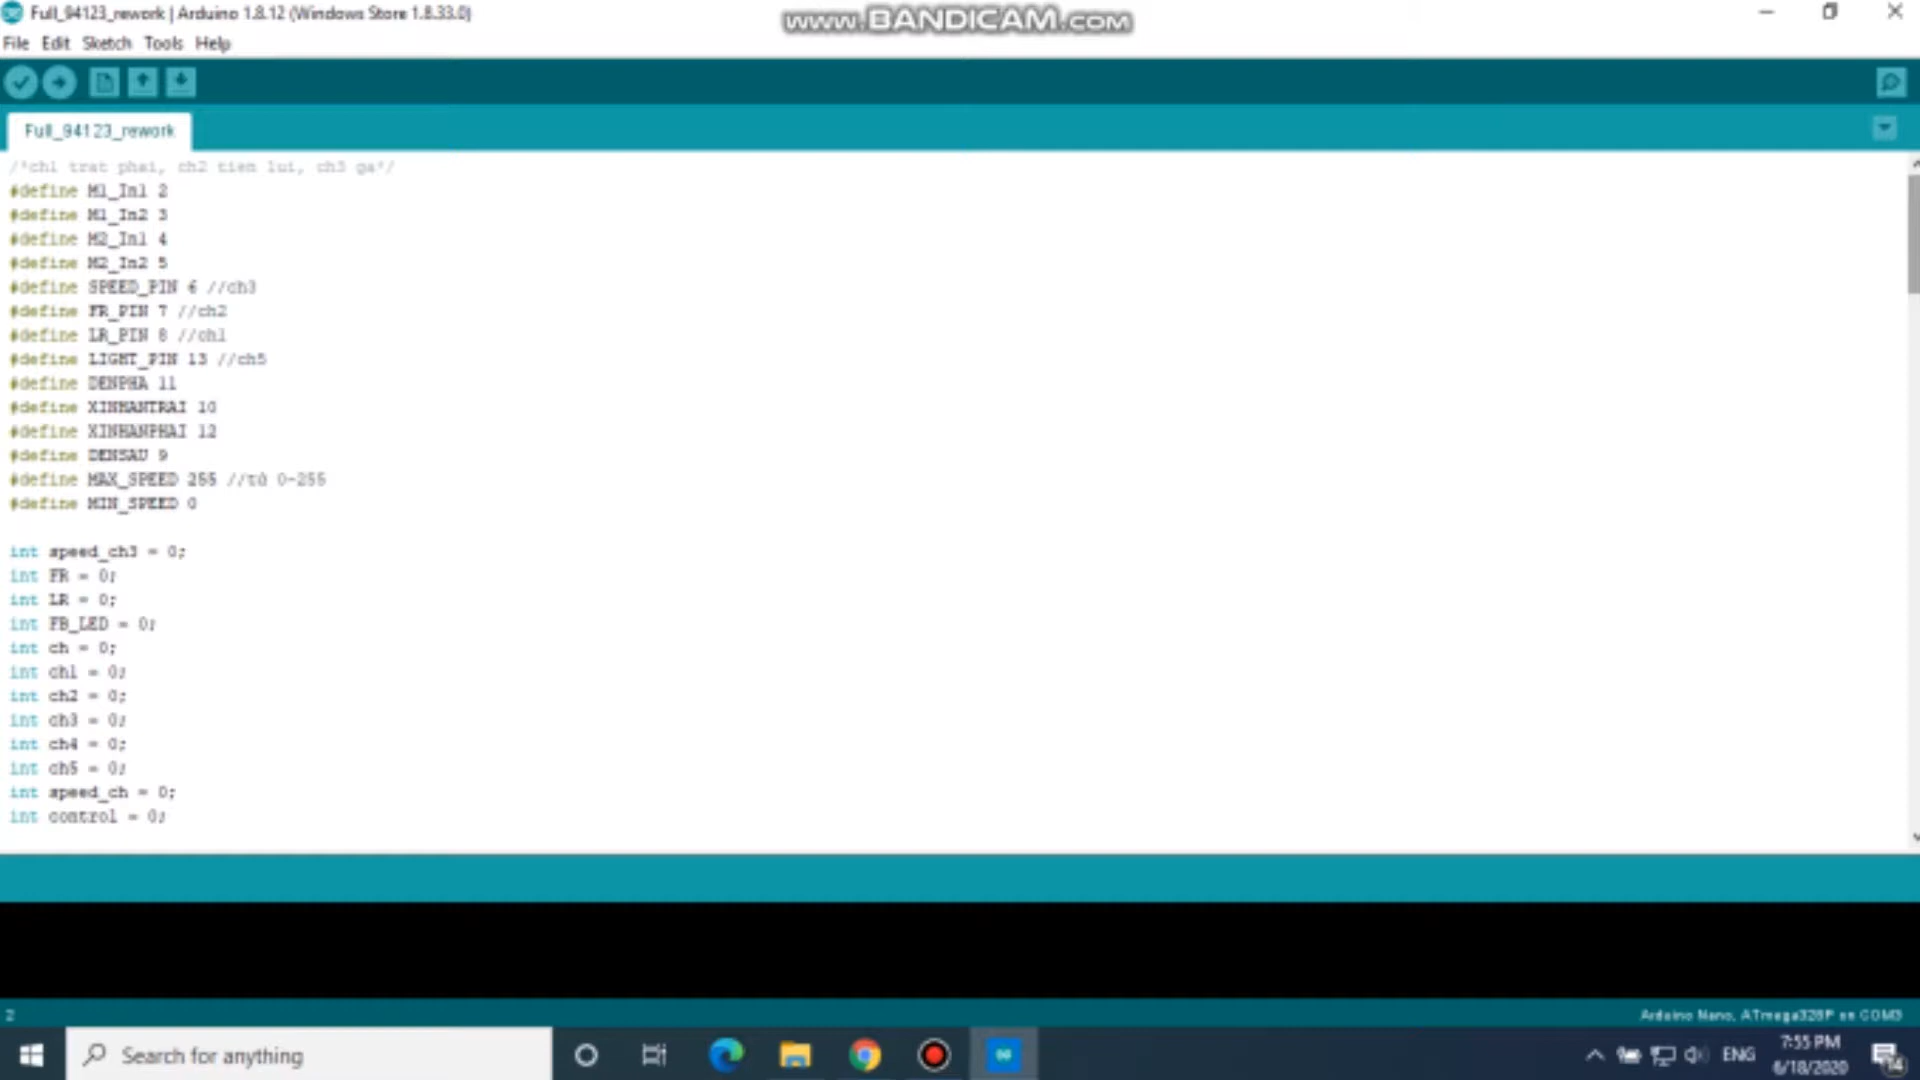 Full_94123_rework | Arduino 1.8.12 (Windows Store 1.8.33.0)
www.BANDICAM.com
File Edit Sketch Tools Help
Full_94123_rework
/*ch1 trat phai, ch2 tien lui, ch3 ga*/
#define M1_In1 2
#define M1_In2 3
#define M2_In1 4
#define M2_In2 5
#define SPEED_PIN 6 //ch3
#define FR_PIN 7 //ch2
#define LR_PIN 8 //ch1
#define LIGHT_PIN 13 //ch5
#define DENPHA 11
#define XINHANTRAI 10
#define XINHANPHAI 12
#define DENSAU 9
#define MAX_SPEED 255 //từ 0-255
#define MIN_SPEED 0
int speed_ch3 = 0;
int FR = 0;
int LR = 0;
int FB_LED = 0;
int ch = 0;
int ch1 = 0;
int ch2 = 0;
int ch3 = 0;
int ch4 = 0;
int ch5 = 0;
int speed_ch = 0;
int control = 0;
2
Arduino Nano, ATmega328P on COM3
Search for anything
ENG
7:55 PM
6/18/2020
14